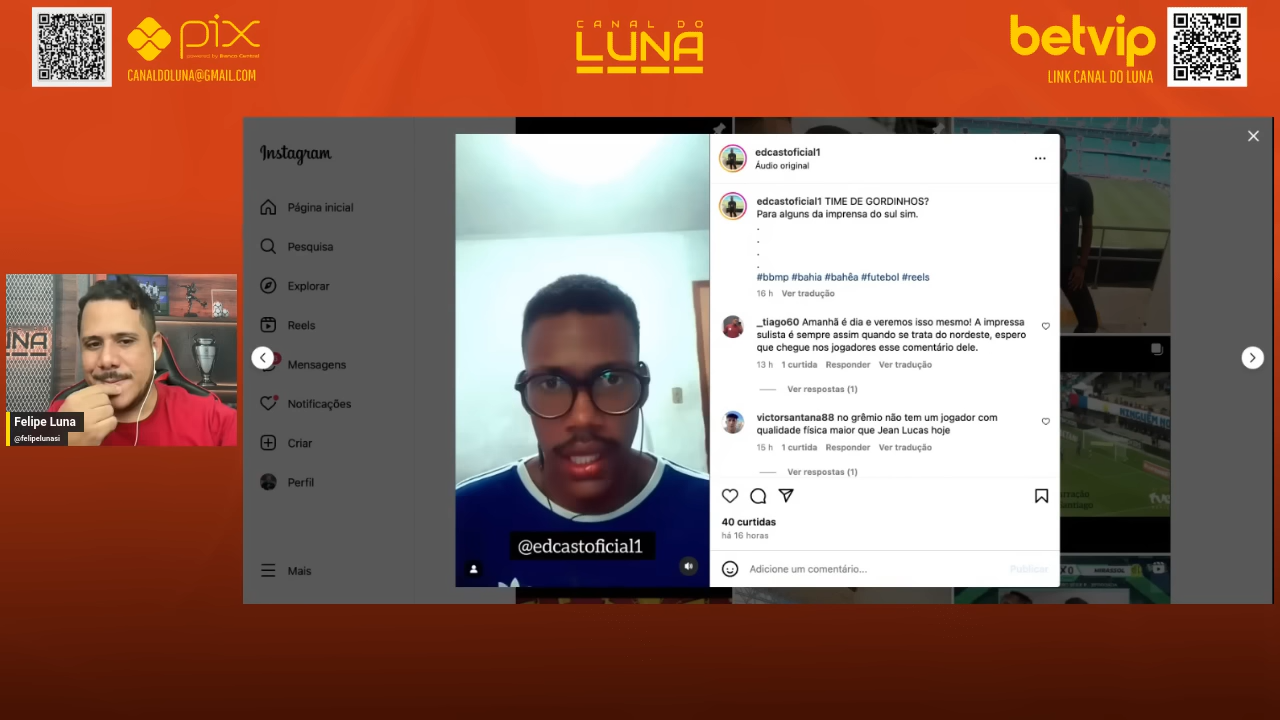 pix
powered by Banco Central
CANALDOLUNA@GMAIL.COM
CANAL DO
LUNA
betvip
LINK CANAL DO LUNA
Instagram
Página inicial
Pesquisa
Explorar
Reels
Mensagens
Notificações
Criar
Perfil
Mais
Felipe Luna
@felipelunasi
@edcastoficial1
edcastoficial1
Áudio original
edcastoficial1 TIME DE GORDINHOS?
Para alguns da imprensa do sul sim.
.
.
.
.
#bbmp #bahia #bahêa #futebol #reels
16 h Ver tradução
_tiago60 Amanhã é dia e veremos isso mesmo! A impressa
sulista é sempre assim quando se trata do nordeste, espero
que chegue nos jogadores esse comentário dele.
13 h 1 curtida Responder Ver tradução
Ver respostas (1)
victorsantana88 no grêmio não tem um jogador com
qualidade física maior que Jean Lucas hoje
15 h 1 curtida Responder Ver tradução
Ver respostas (1)
40 curtidas
há 16 horas
Adicione um comentário...
Publicar